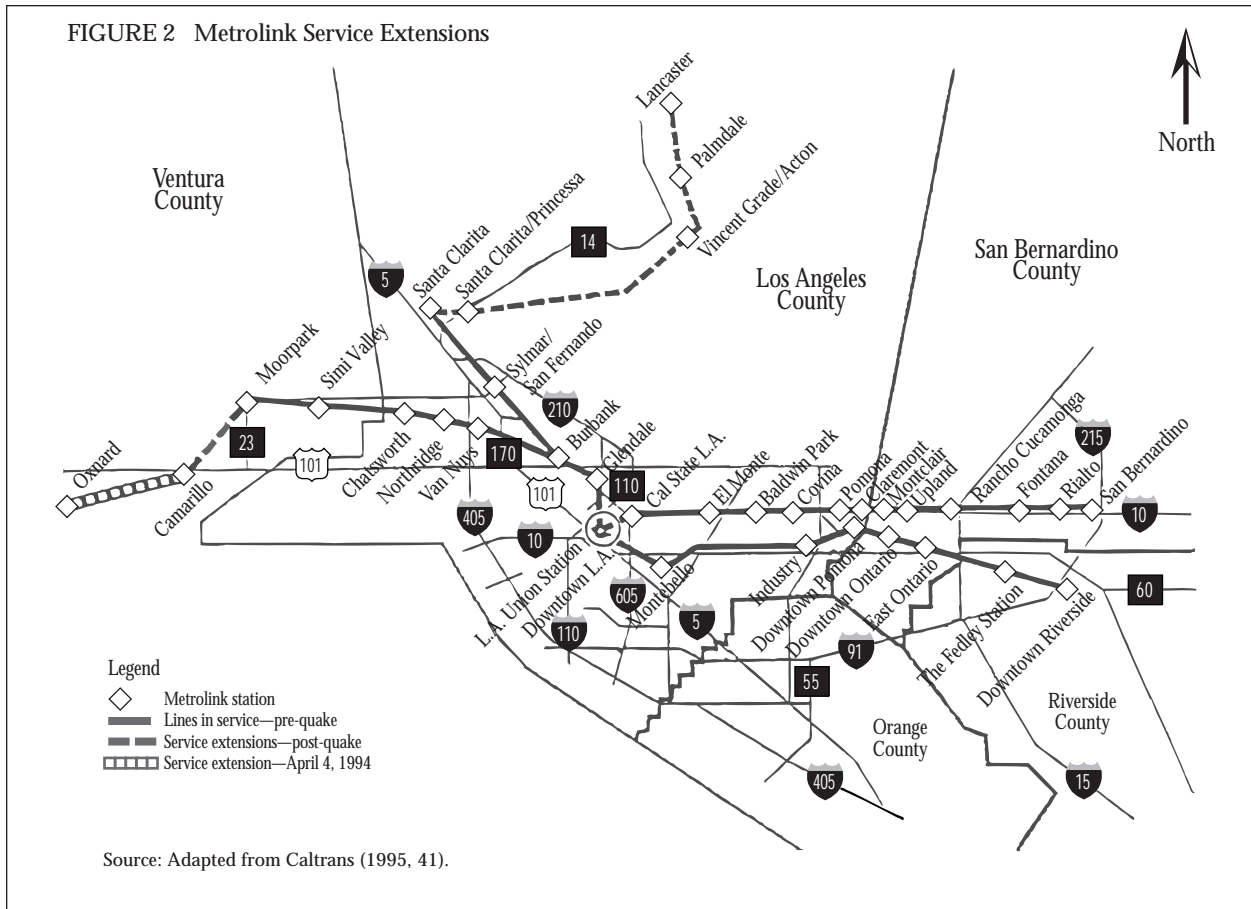 FIGURE 2 Metrolink Service Extensions
North
Lancaster
Palmdale
Vincent Grade/Acton
Ventura
County
Santa Clarita
Santa Clarita/Princessa
14
5
Los Angeles
County
San Bernardino
County
Moorpark
Simi Valley
Sylmar/
San Fernando
210
Burbank
Glendale
23
101
Oxnard
Camarillo
Chatsworth
Northridge
Van Nuys
170
101
110
405
10
Cal State L.A.
El Monte
Baldwin Park
Covina
Pomona
Claremont
Montclair
Upland
Rancho Cucamonga
215
Fontana
Rialto
San Bernardino
10
L.A. Union Station
Downtown L.A.
605
Montebello
110
5
Industry
Downtown Pomona
Downtown Ontario
East Ontario
91
55
The Fedley Station
Downtown Riverside
60
Orange
County
Riverside
County
405
15
Legend
Metrolink station
Lines in service—pre-quake
Service extensions—post-quake
Service extension—April 4, 1994
Source: Adapted from Caltrans (1995, 41).